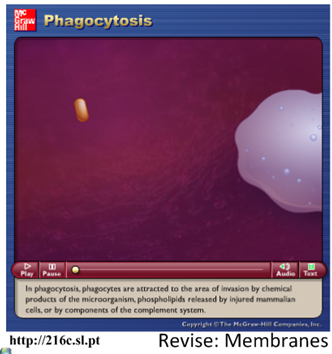 Mc
Graw
Hill
Phagocytosis
Play Pause Audio Text
In phagocytosis, phagocytes are attracted to the area of invasion by chemical
products of the microorganism, phospholipids released by injured mammalian
cells, or by components of the complement system.
Copyright © The McGraw-Hill Companies, Inc.
http://216c.sl.pt Revise: Membranes